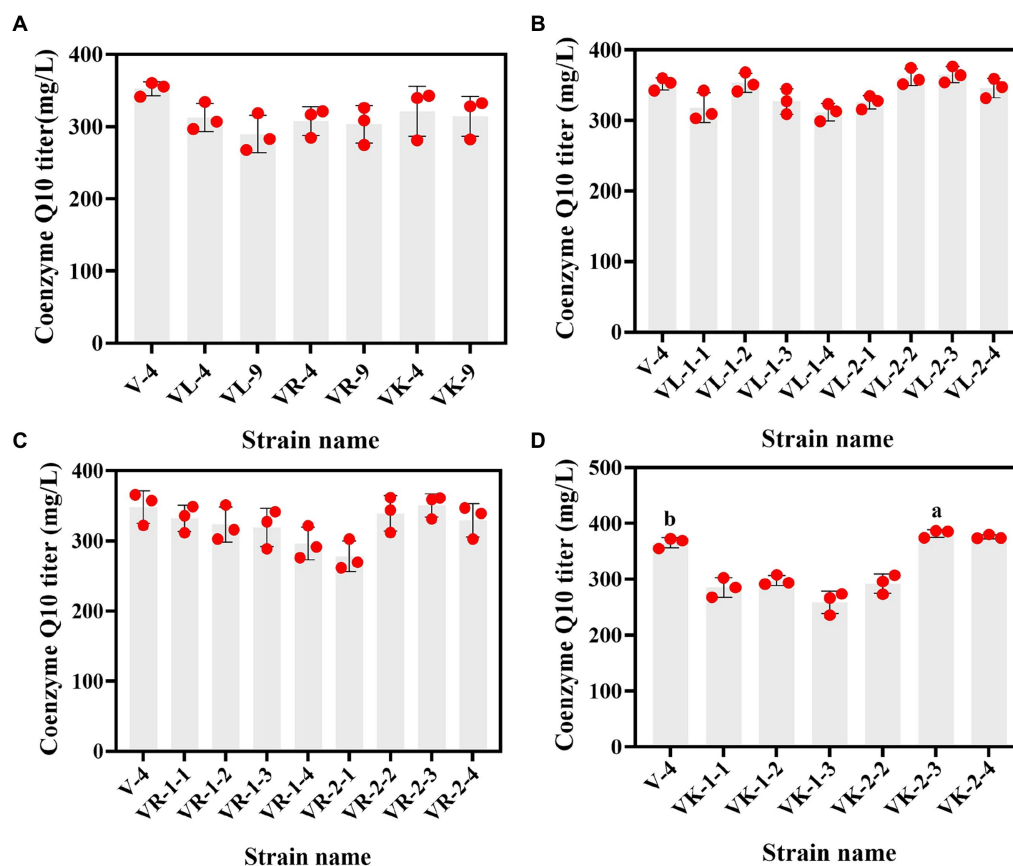 A
Coenzyme Q10 titer(mg/L)
400
300
200
100
0
V-4
VL-4
VL-9
VR-4
VR-9
VK-4
VK-9
Strain name
B
Coenzyme Q10 titer (mg/L)
400
300
200
100
0
V-4
VL-1-1
VL-1-2
VL-1-3
VL-1-4
VL-2-1
VL-2-2
VL-2-3
VL-2-4
Strain name
C
Coenzyme Q10 titer (mg/L)
400
300
200
100
0
V-4
VR-1-1
VR-1-2
VR-1-3
VR-1-4
VR-2-1
VR-2-2
VR-2-3
VR-2-4
Strain name
D
Coenzyme Q10 titer (mg/L)
500
400
300
200
100
0
b
a
V-4
VK-1-1
VK-1-2
VK-1-3
VK-2-2
VK-2-3
VK-2-4
Strain name